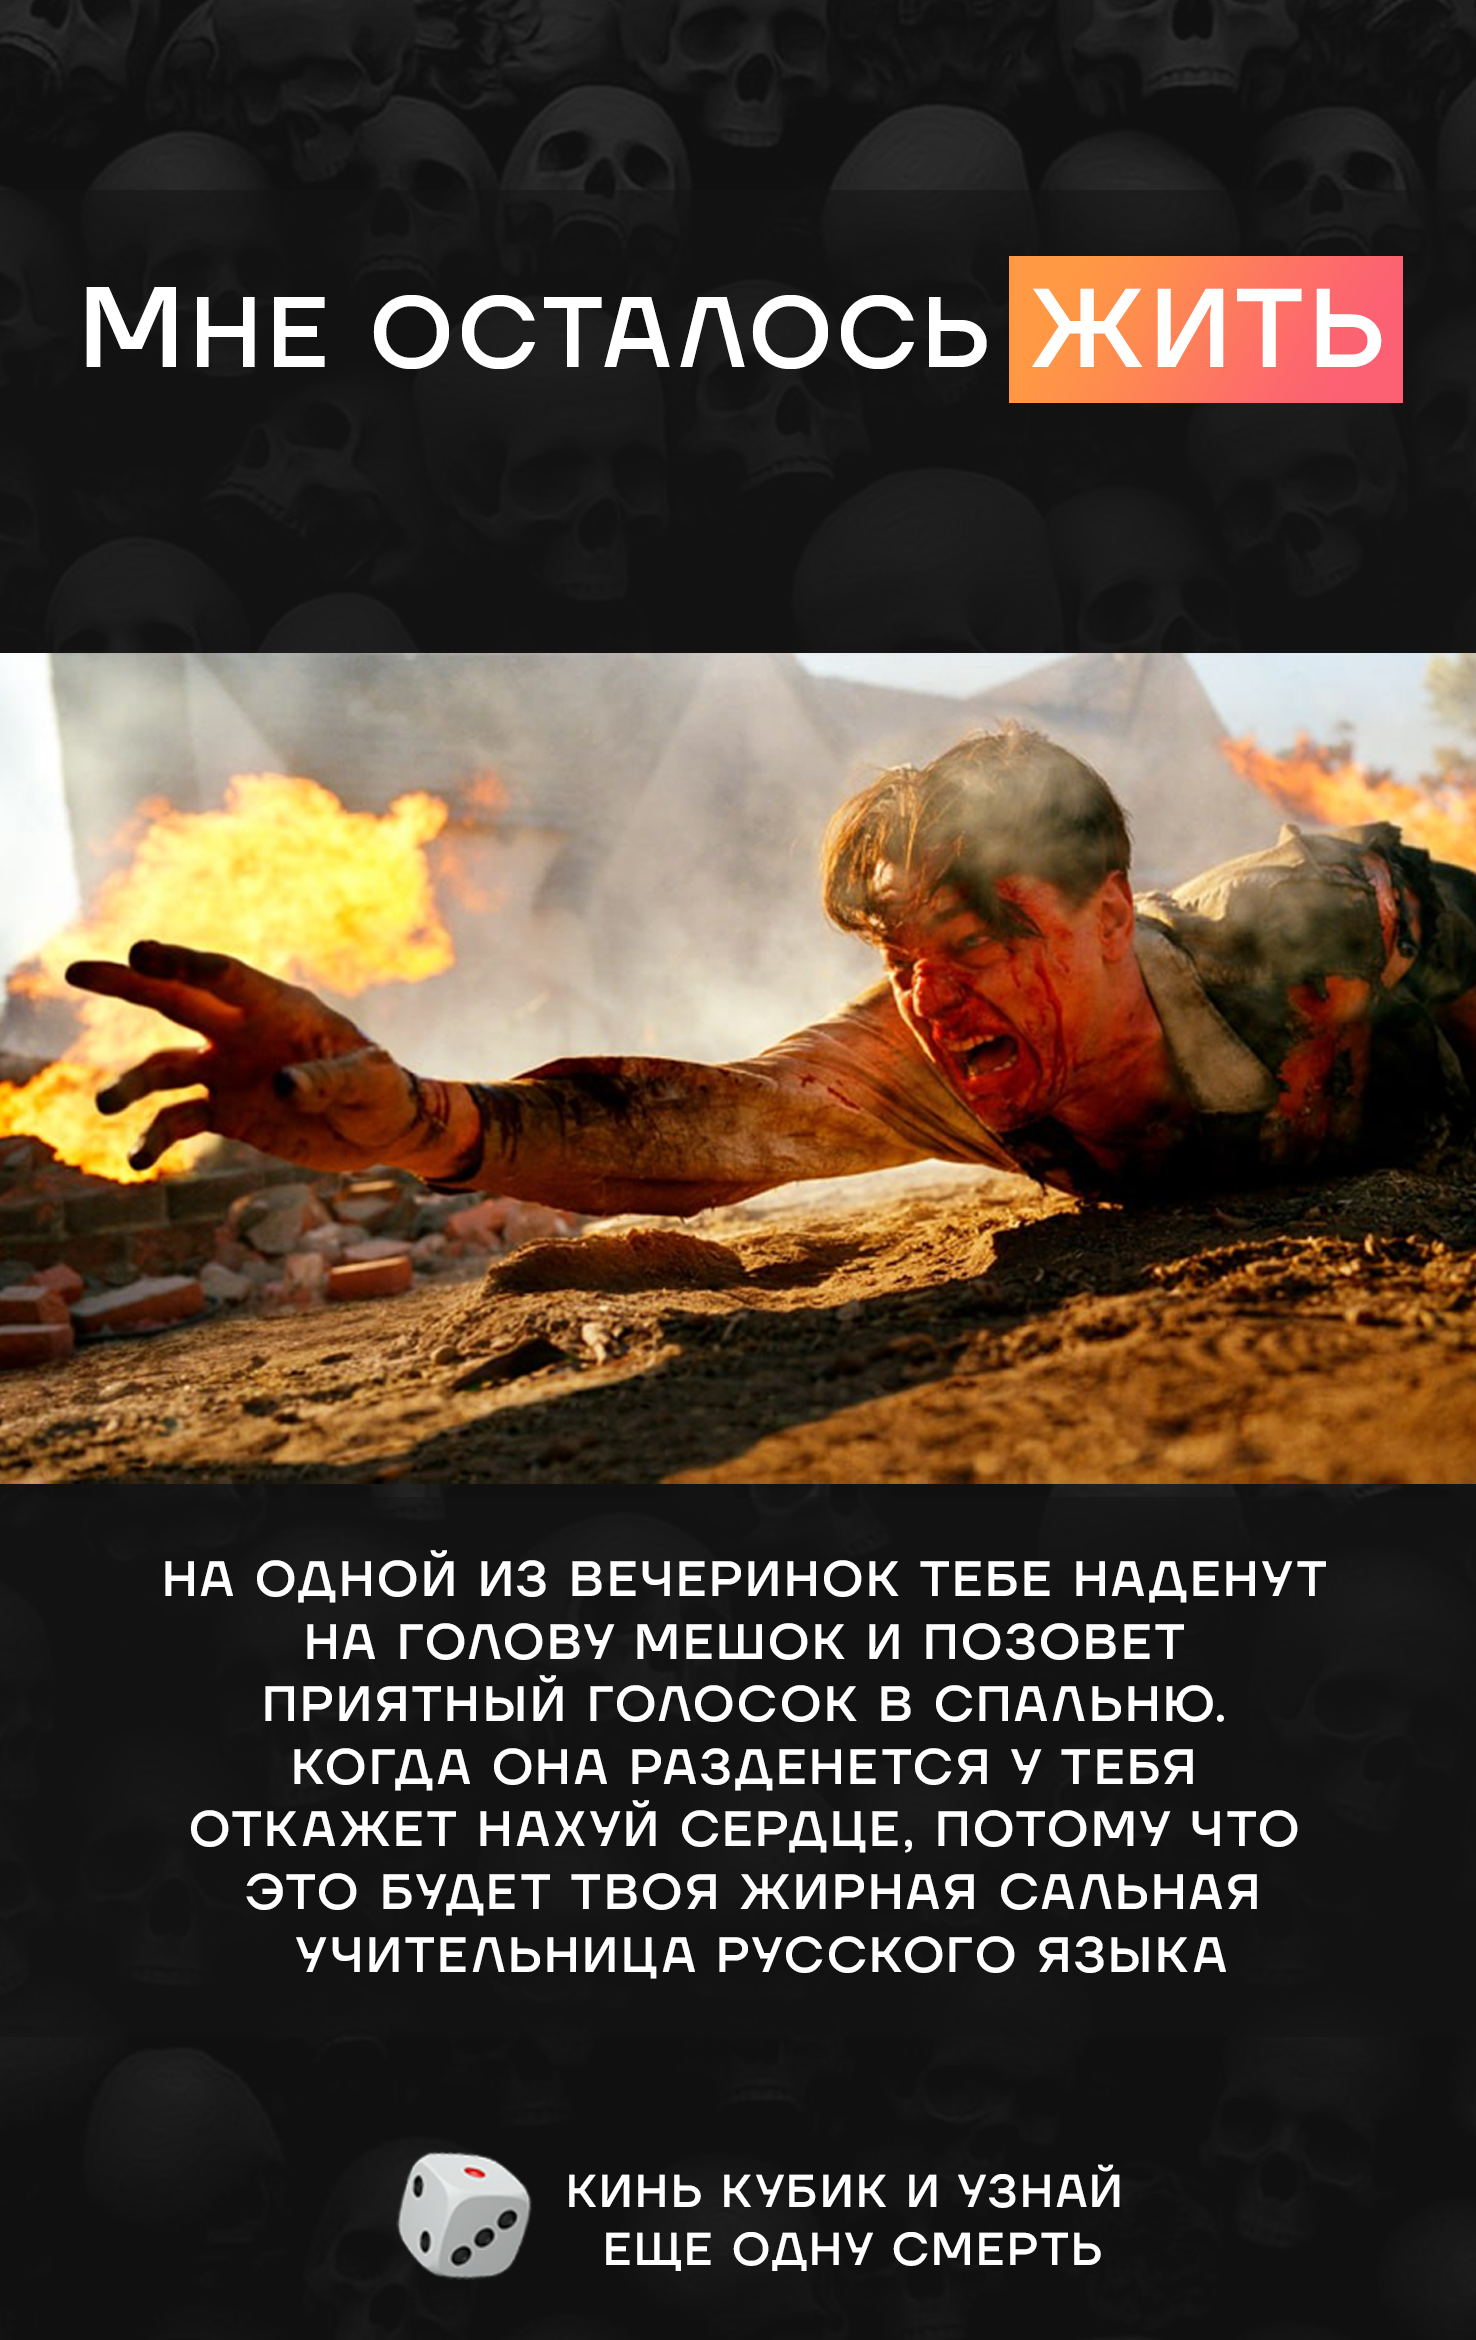 Мне осталось жить
на одной из вечеринок тебе наденут
на голову мешок и позовет
приятный голосок в спальню.
когда она разденется у тебя
откажет нахуй сердце, потому что
это будет твоя жирная сальная
учительница русского языка
кинь кубик и узнай
еще одну смерть